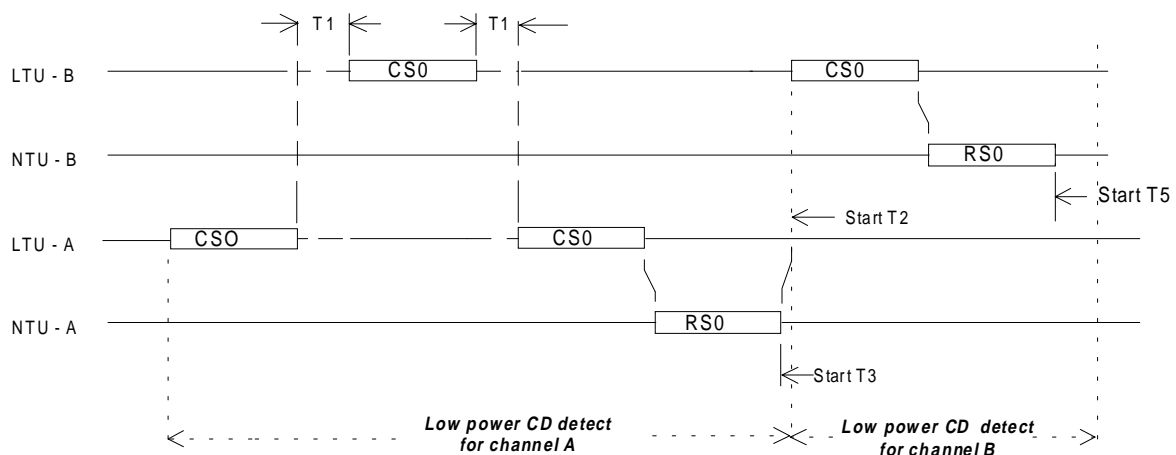 T1 T1
LTU - B CS0 CS0
NTU - B RS0
Start T5
Start T2
LTU - A CSO CS0
NTU - A RS0
Start T3
Low power CD detect
for channel A
Low power CD detect
for channel B